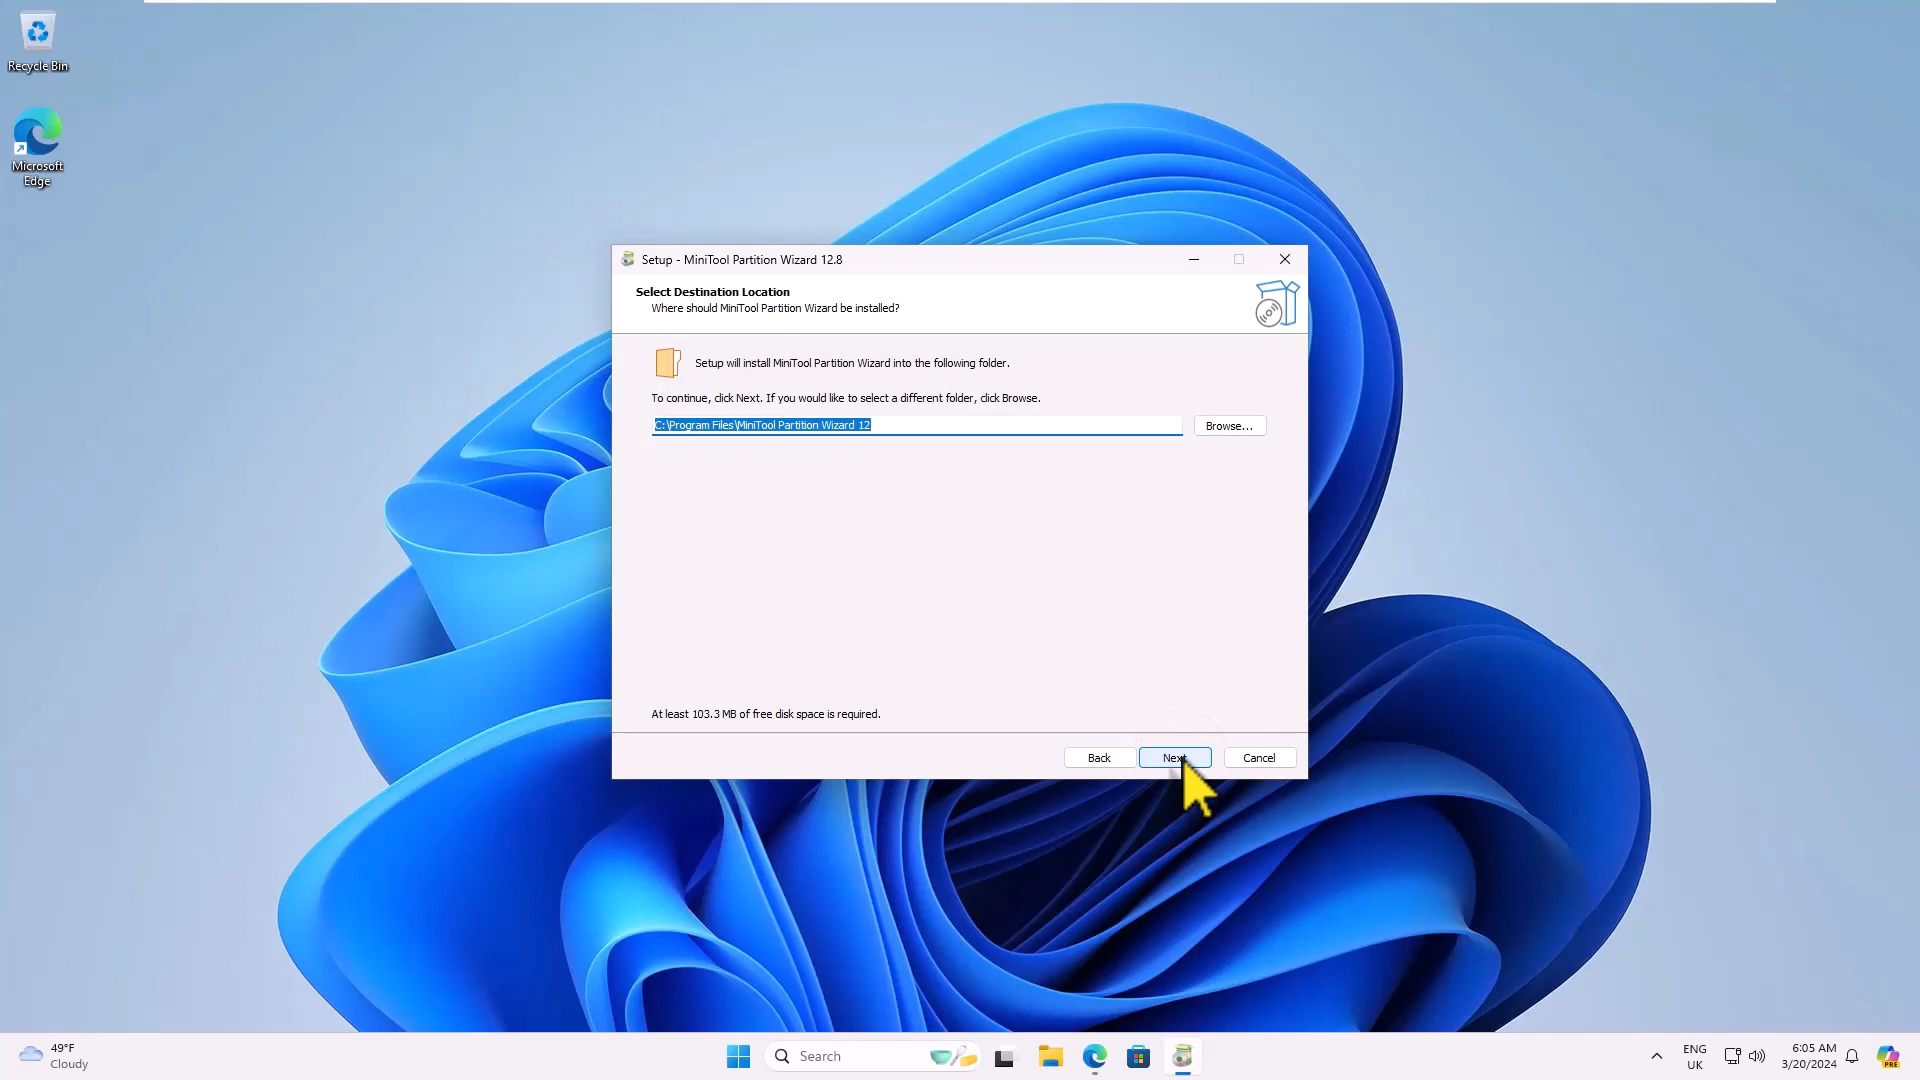 Recycle Bin
Microsoft
Edge
Setup - MiniTool Partition Wizard 12.8
Select Destination Location
Where should MiniTool Partition Wizard be installed?
Setup will install MiniTool Partition Wizard into the following folder.
To continue, click Next. If you would like to select a different folder, click Browse.
C:\Program Files\MiniTool Partition Wizard 12
Browse...
At least 103.3 MB of free disk space is required.
Back
Next
Cancel
49°F
Cloudy
Search
ENG
UK
6:05 AM
3/20/2024
PRE